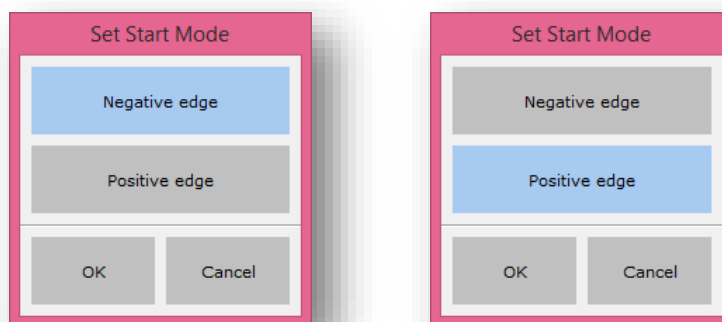 Set Start Mode
Negative edge
Positive edge
OK Cancel
Set Start Mode
Negative edge
Positive edge
OK Cancel